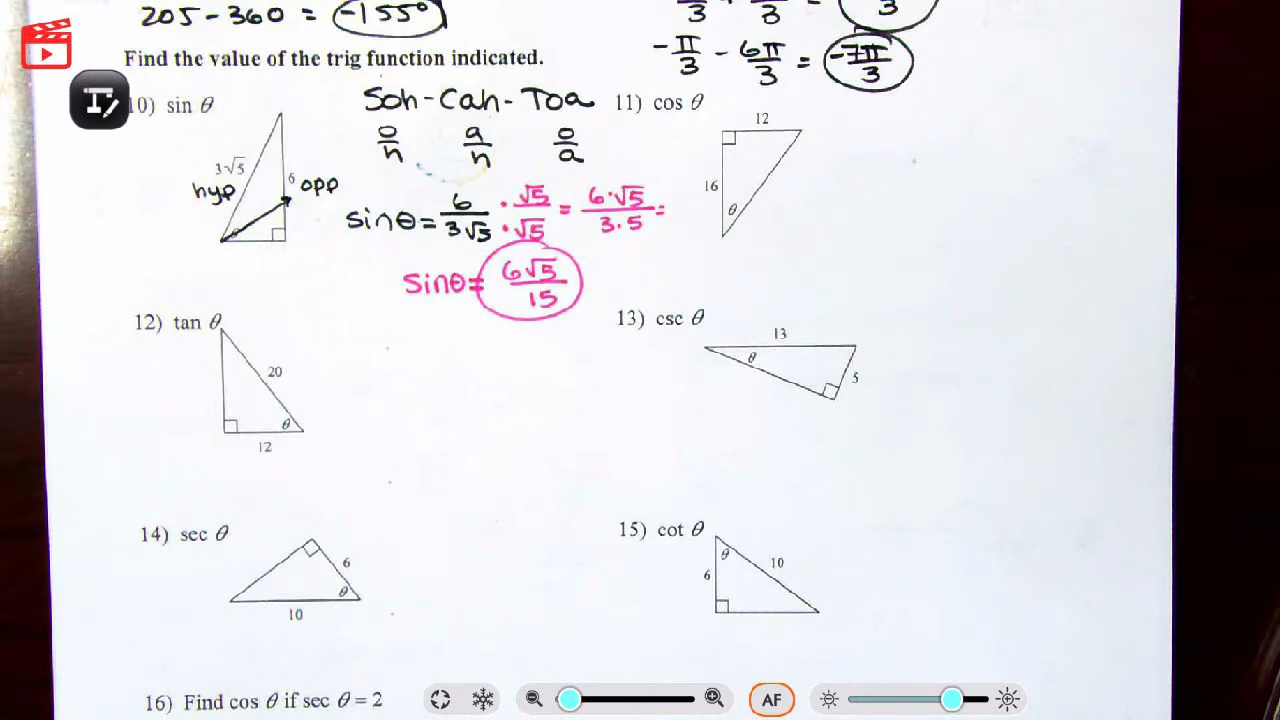 205 - 360 = -155°
3 + 3 = 3
-π/3 - 6π/3 = -7π/3
Find the value of the trig function indicated.
10) sin θ
Soh-Cah-Toa
o/h a/h o/a
3√5
hyp
6
opp
sinθ = 6/3√5 · √5/√5 = 6·√5/3·5 =
sinθ = 6√5/15
11) cos θ
12
16
θ
12) tan θ
20
θ
12
13) csc θ
13
θ
5
14) sec θ
6
θ
10
15) cot θ
θ
10
6
16) Find cos θ if sec θ = 2
AF